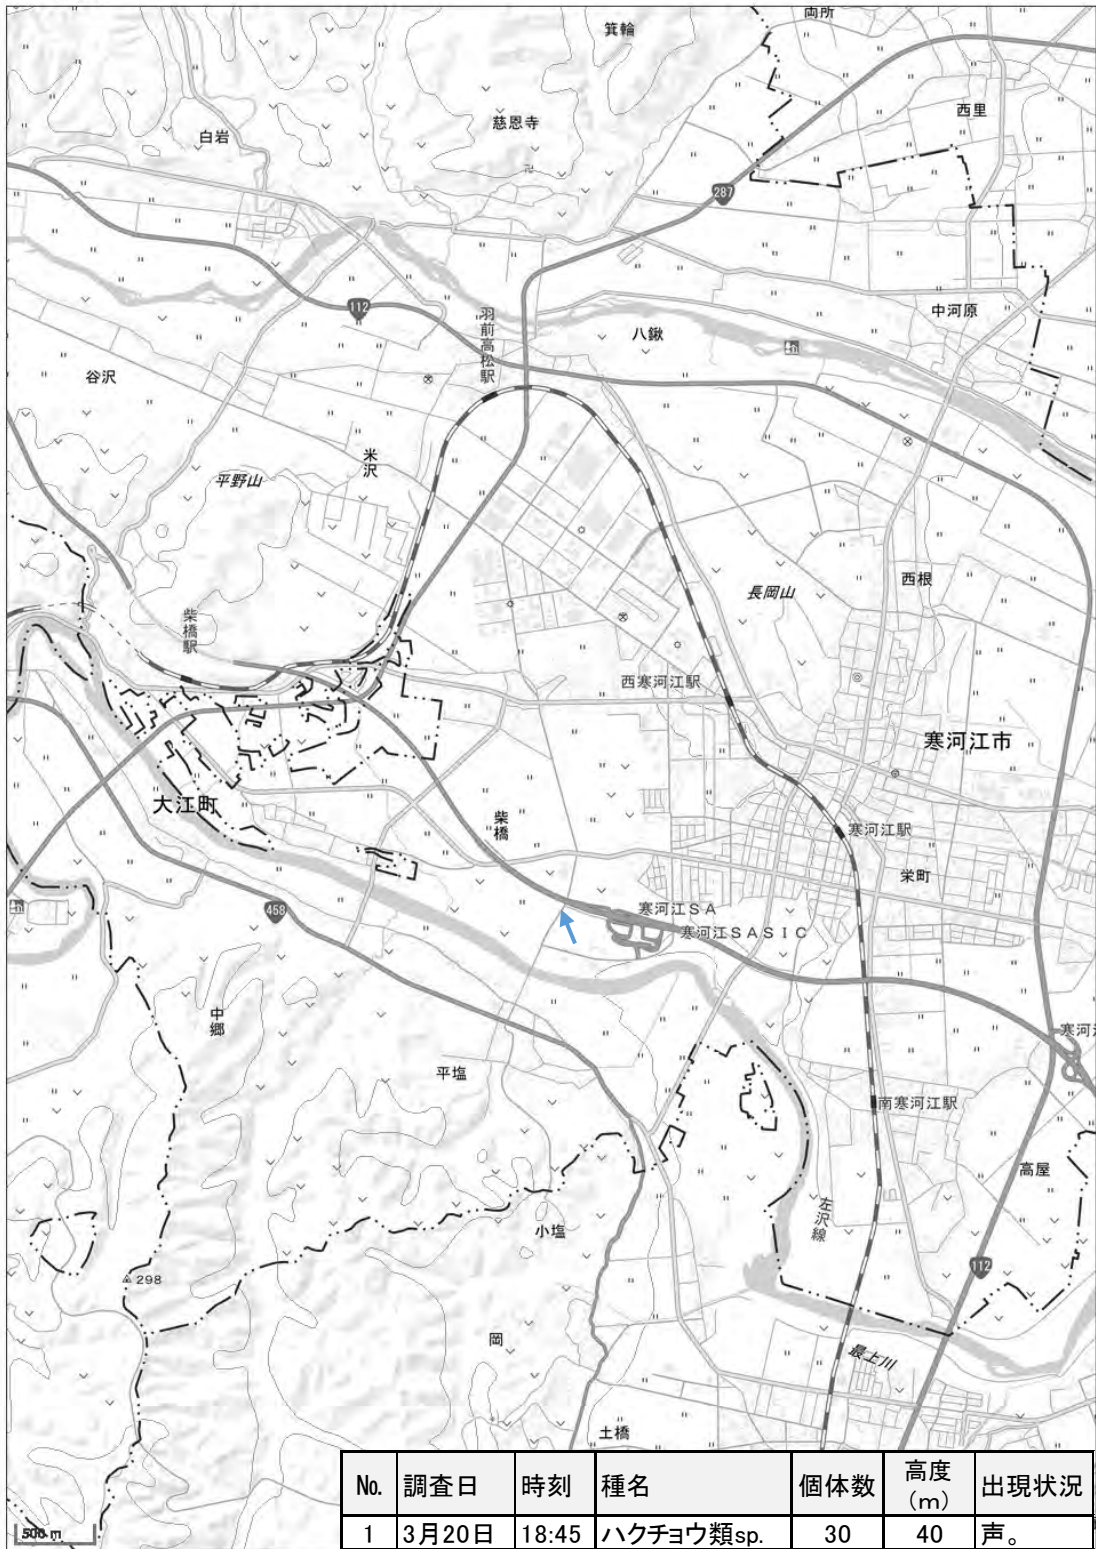 両所
箕輪
西里
慈恩寺
白岩
287
中河原
112
羽前高松駅
八鍬
谷沢
米沢
平野山
西根
長岡山
柴橋駅
西寒河江駅
寒河江市
大江町
柴橋
寒河江駅
栄町
458
寒河江SA
寒河江SASIC
中郷
寒河江
平塩
南寒河江駅
高屋
左沢線
小塩
112
298
岡
最上川
土橋
No. 調査日 時刻 種名 個体数 高度(m) 出現状況
1 3月20日 18:45 ハクチョウ類sp. 30 40 声。
500 m